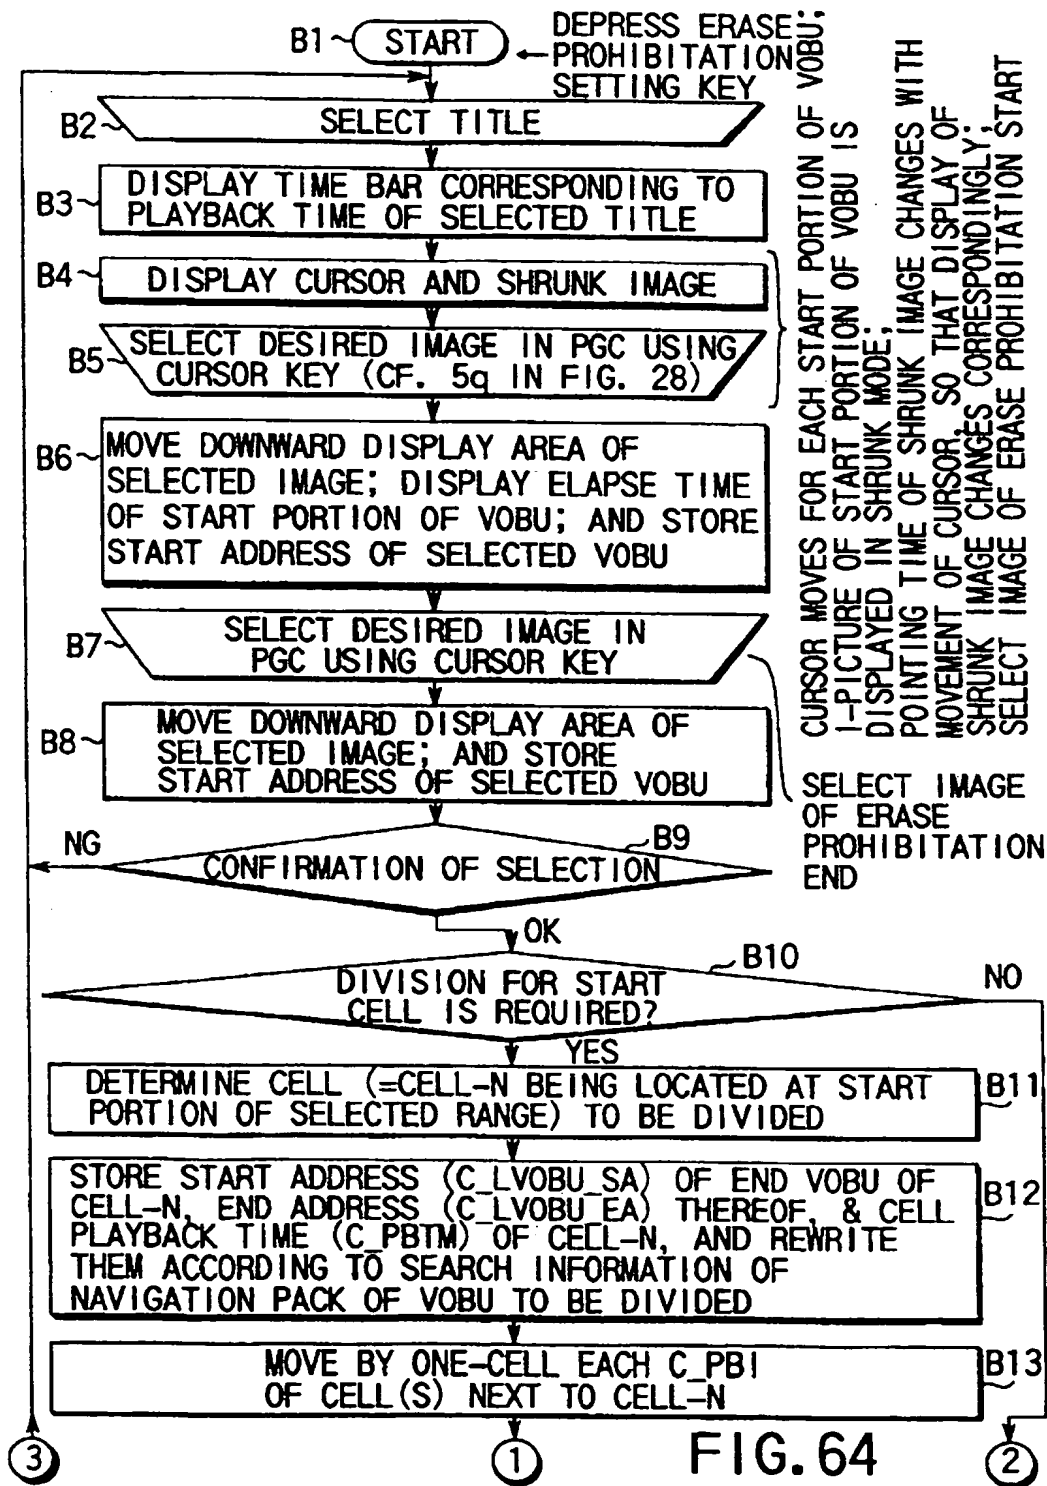 B1
START
DEPRESS ERASE
PROHIBITATION
SETTING KEY
B2
SELECT TITLE
B3
DISPLAY TIME BAR CORRESPONDING TO
PLAYBACK TIME OF SELECTED TITLE
B4
DISPLAY CURSOR AND SHRUNK IMAGE
B5
SELECT DESIRED IMAGE IN PGC USING
CURSOR KEY (CF. 5q IN FIG. 28)
CURSOR MOVES FOR EACH START PORTION OF VOBU;
I-PICTURE OF START PORTION OF VOBU IS
DISPLAYED IN SHRUNK MODE;
POINTING TIME OF SHRUNK IMAGE CHANGES WITH
MOVEMENT OF CURSOR, SO THAT DISPLAY OF
SHRUNK IMAGE CHANGES CORRESPONDINGLY;
SELECT IMAGE OF ERASE PROHIBITATION START
B6
MOVE DOWNWARD DISPLAY AREA OF
SELECTED IMAGE; DISPLAY ELAPSE TIME
OF START PORTION OF VOBU; AND STORE
START ADDRESS OF SELECTED VOBU
B7
SELECT DESIRED IMAGE IN
PGC USING CURSOR KEY
SELECT IMAGE
OF ERASE
PROHIBITATION
END
B8
MOVE DOWNWARD DISPLAY AREA OF
SELECTED IMAGE; AND STORE
START ADDRESS OF SELECTED VOBU
B9
NG
CONFIRMATION OF SELECTION
OK
B10
DIVISION FOR START
CELL IS REQUIRED?
NO
YES
B11
DETERMINE CELL (=CELL-N BEING LOCATED AT START
PORTION OF SELECTED RANGE) TO BE DIVIDED
B12
STORE START ADDRESS (C_LVOBU_SA) OF END VOBU OF
CELL-N, END ADDRESS (C_LVOBU_EA) THEREOF, & CELL
PLAYBACK TIME (C_PBTM) OF CELL-N, AND REWRITE
THEM ACCORDING TO SEARCH INFORMATION OF
NAVIGATION PACK OF VOBU TO BE DIVIDED
B13
MOVE BY ONE-CELL EACH C_PBI
OF CELL(S) NEXT TO CELL-N
3
1
FIG. 64
2